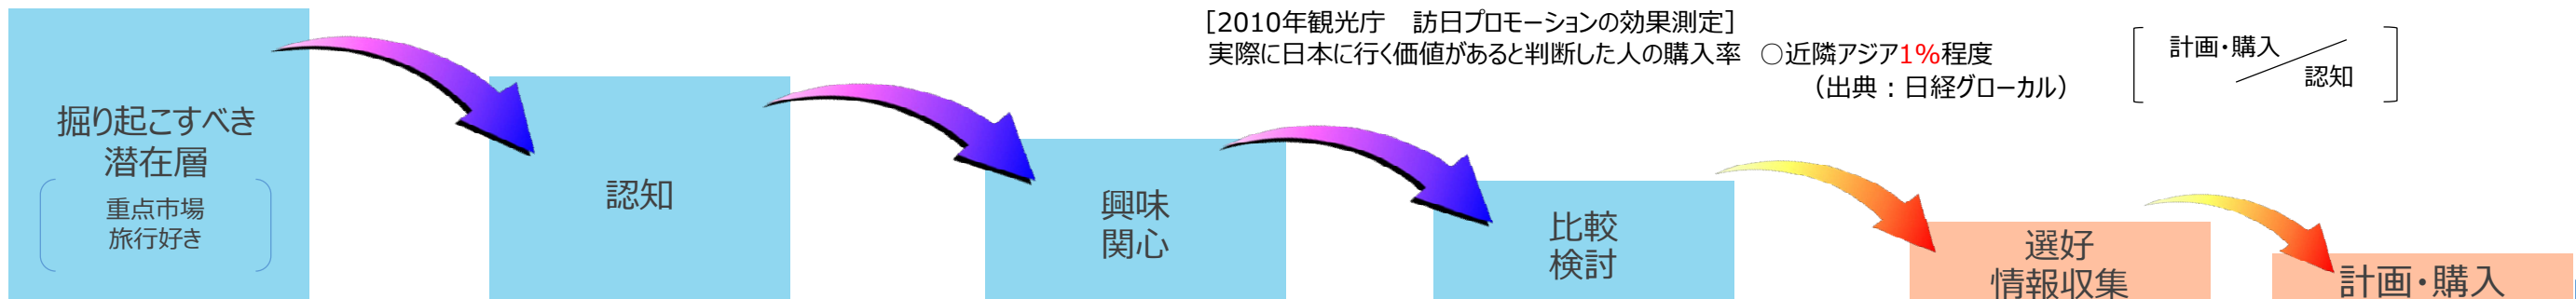 [2010年観光庁　訪日プロモーションの効果測定]
実際に日本に行く価値があると判断した人の購入率　○近隣アジア1%程度
（出典：日経グローカル）
計画・購入
認知
掘り起こすべき
潜在層
重点市場
旅行好き
認知
興味
関心
比較
検討
選好
情報収集
計画・購入